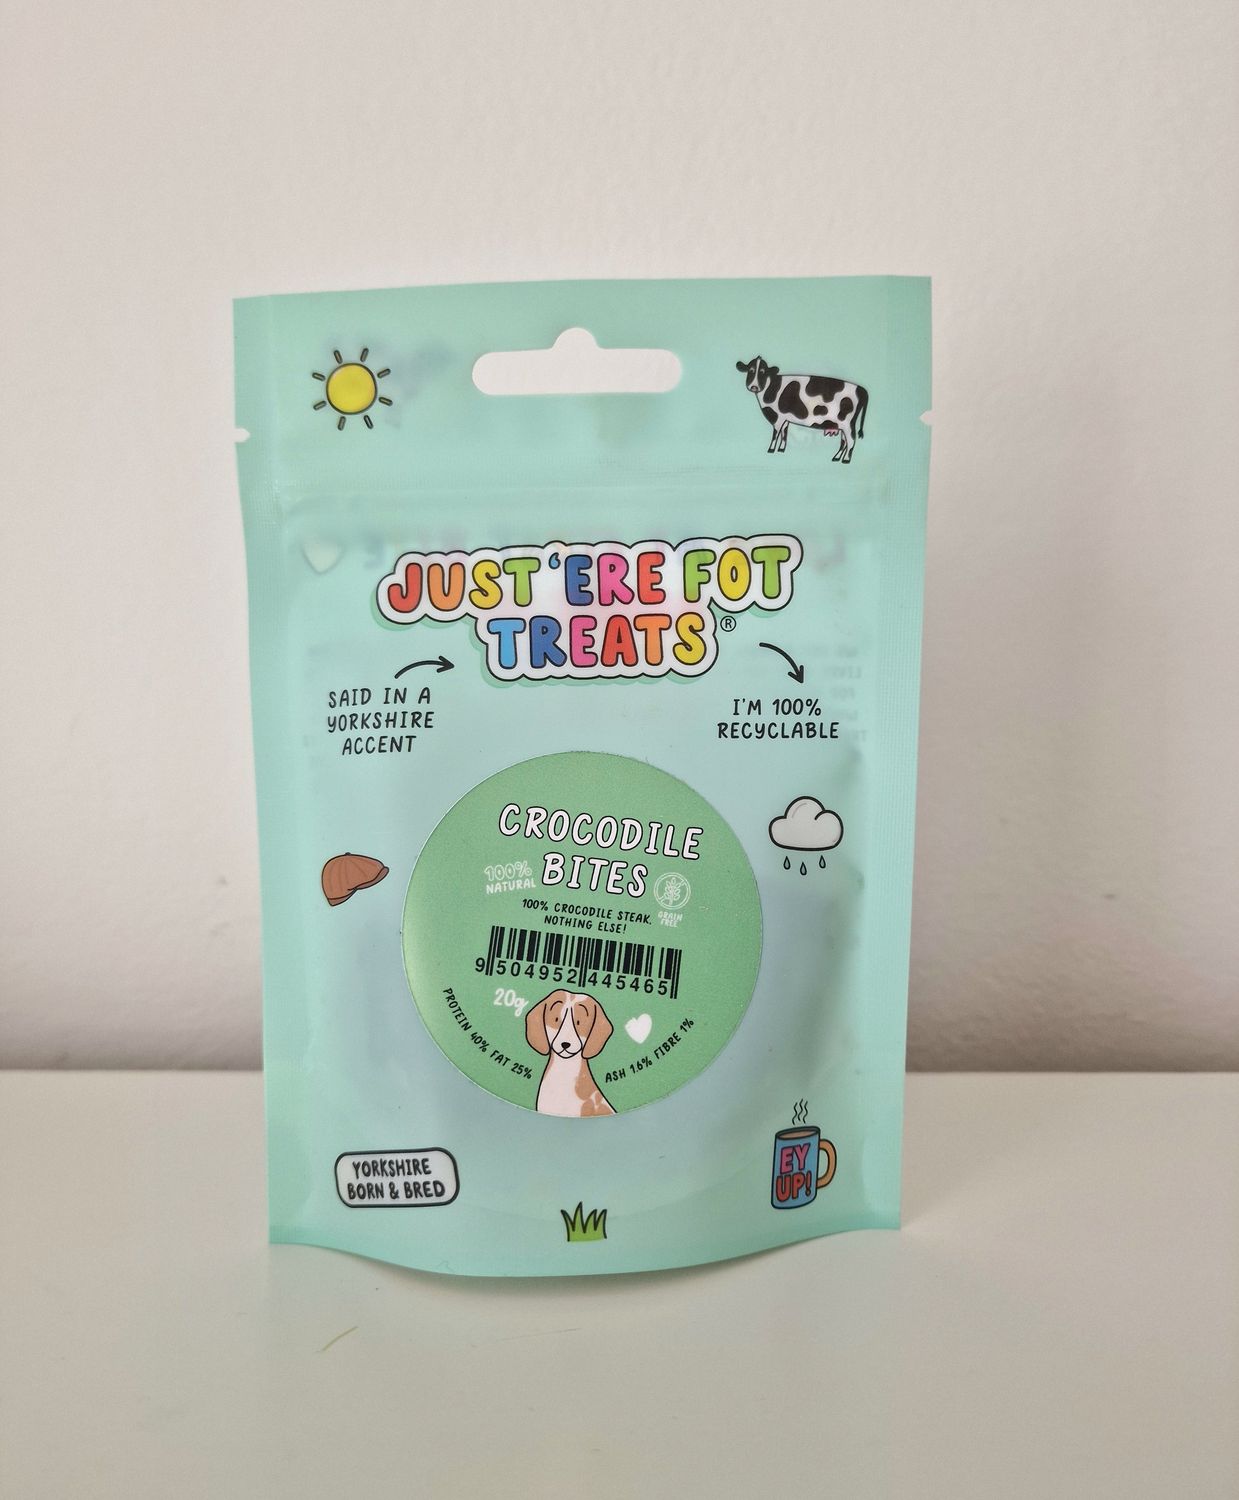 JUST 'ERE FOT
TREATS®
SAID IN A
YORKSHIRE
ACCENT
I'M 100%
RECYCLABLE
CROCODILE
BITES
100%
NATURAL
GRAIN
FREE
100% CROCODILE STEAK.
NOTHING ELSE!
9 504952 445465
20g
PROTEIN 40% FAT 25%
ASH 1.6% FIBRE 1%
YORKSHIRE
BORN & BRED
EY
UP!